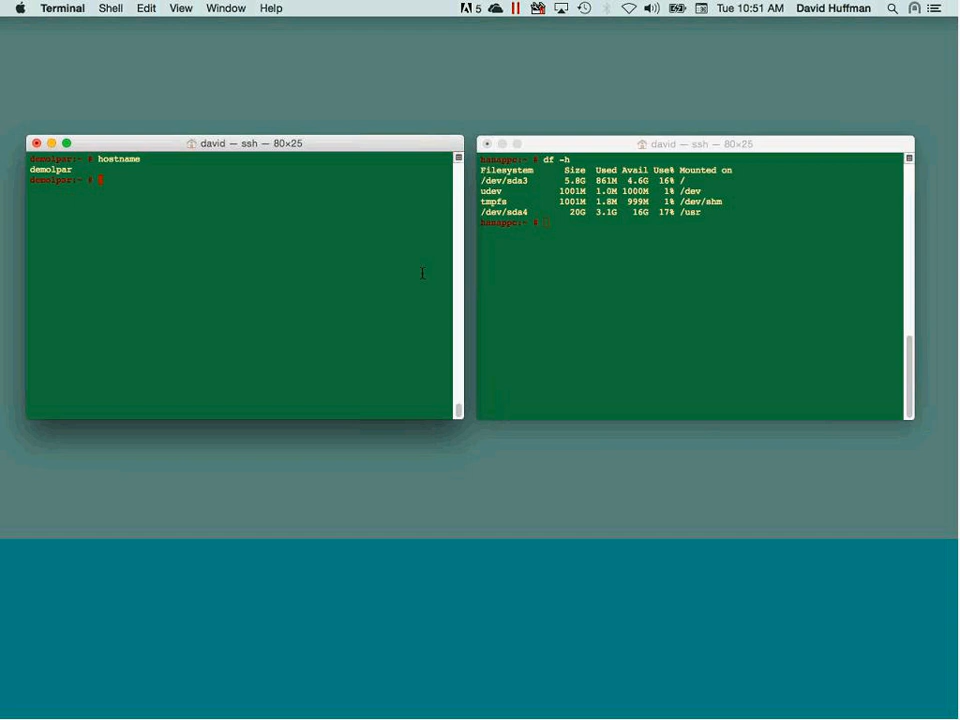 Terminal Shell Edit View Window Help 5 Tue 10:51 AM David Huffman
david — ssh — 80×25
demolpar:~ # hostname
demolpar
demolpar:~ #
david — ssh — 80×25
hanappc:~ # df -h
Filesystem Size Used Avail Use% Mounted on
/dev/sda3 5.8G 861M 4.6G 16% /
udev 1001M 1.0M 1000M 1% /dev
tmpfs 1001M 1.8M 999M 1% /dev/shm
/dev/sda4 20G 3.1G 16G 17% /usr
hanappc:~ #